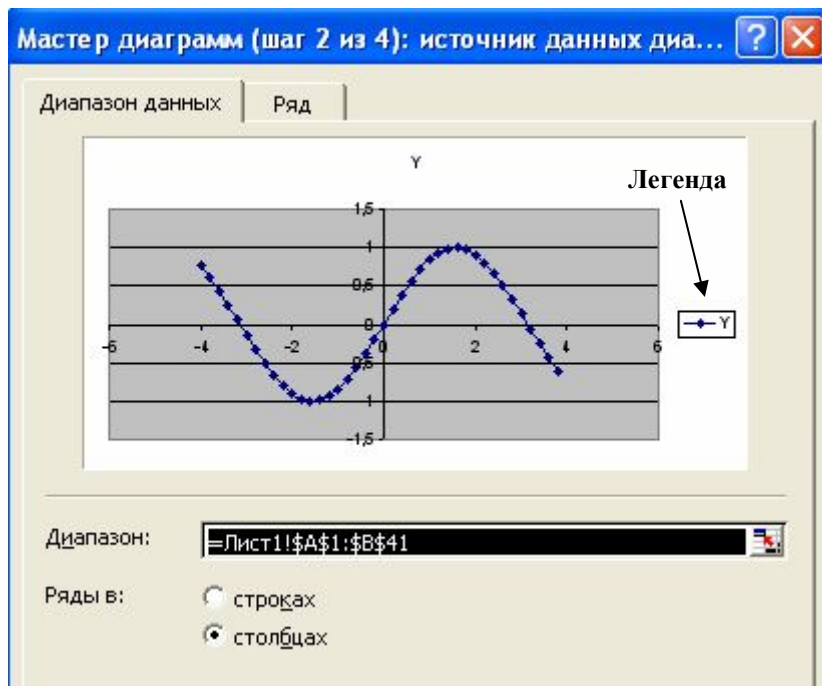 Мастер диаграмм (шаг 2 из 4): источник данных диа...
Диапазон данных
Ряд
Y
Легенда
1,5
1
0,5
0
-6
-4
-2
0
2
4
6
0,5
1
-1,5
Y
Диапазон:
=Лист1!$A$1:$B$41
Ряды в:
строках
столбцах